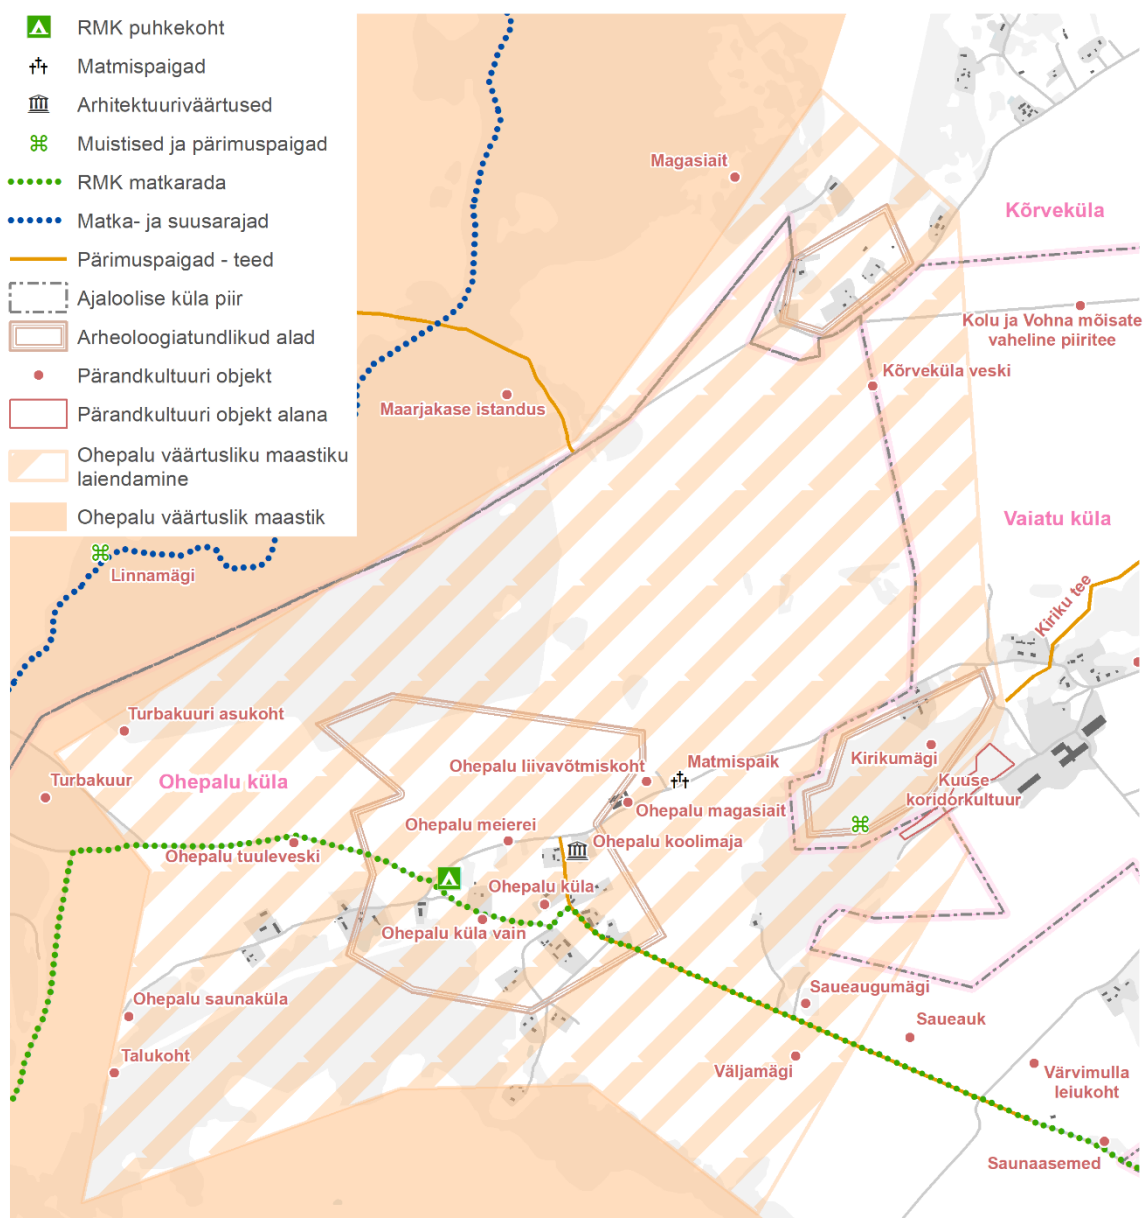 RMK puhkekoht
Matmispaigad
Arhitektuuriväärtused
Muistised ja pärimuspaigad
RMK matkarada
Matka- ja suusarajad
Pärimuspaigad - teed
Ajaloolise küla piir
Arheoloogiatundlikud alad
Pärandkultuuri objekt
Pärandkultuuri objekt alana
Ohepalu väärtusliku maastiku
laiendamine
Ohepalu väärtuslik maastik
Magasiait
Kõrveküla
Kolu ja Vohna mõisate
vaheline piiritee
Kõrveküla veski
Maarjakase istandus
Vaiatu küla
Linnamägi
Kiriku tee
Turbakuuri asukoht
Turbakuur
Ohepalu küla
Ohepalu liivavõtmiskoht
Matmispaik
Kirikumägi
Kuuse
koridorkultuur
Ohepalu magasiait
Ohepalu meierei
Ohepalu koolimaja
Ohepalu tuuleveski
Ohepalu küla
Ohepalu küla vain
Ohepalu saunaküla
Saueaugumägi
Saueauk
Talukoht
Väljamägi
Värvimulla
leiukoht
Saunaasemed